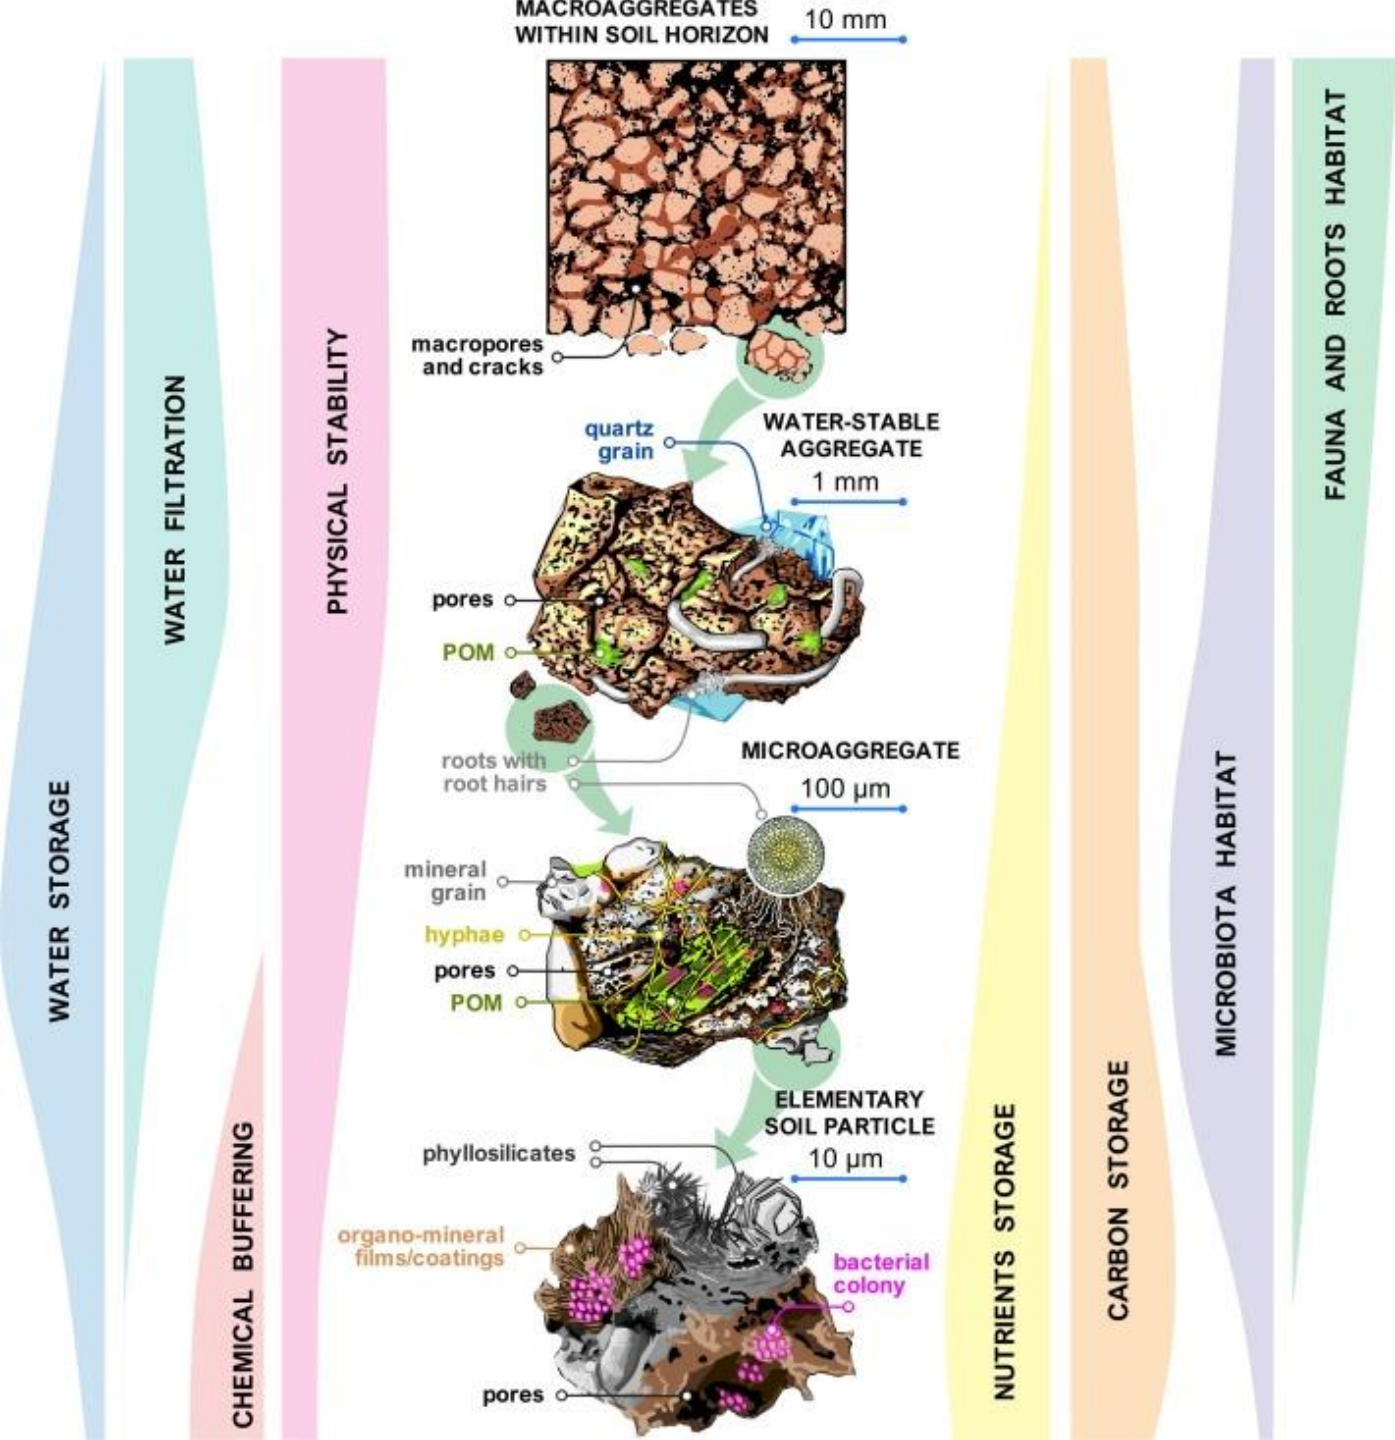 MACROAGGREGATES
WITHIN SOIL HORIZON
10 mm
macropores
and cracks
quartz
grain
WATER-STABLE
AGGREGATE
1 mm
pores
POM
roots with
root hairs
MICROAGGREGATE
100 µm
mineral
grain
hyphae
pores
POM
ELEMENTARY
SOIL PARTICLE
10 µm
phyllosilicates
organo-mineral
films/coatings
bacterial
colony
pores
WATER STORAGE
WATER FILTRATION
CHEMICAL BUFFERING
PHYSICAL STABILITY
NUTRIENTS STORAGE
CARBON STORAGE
MICROBIOTA HABITAT
FAUNA AND ROOTS HABITAT